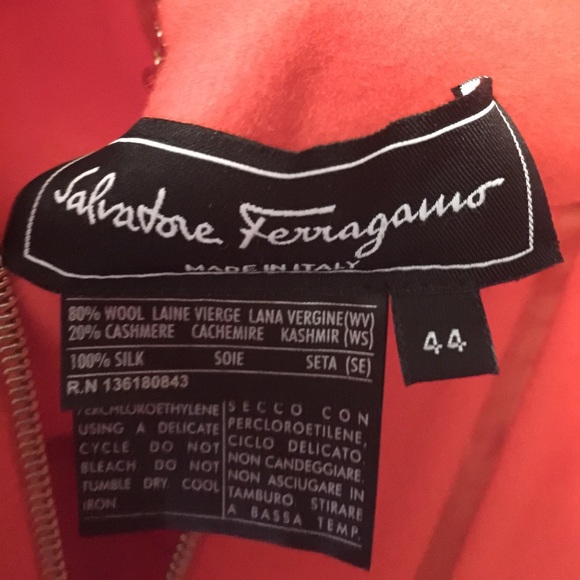 Salvatore Ferragamo
MADE IN ITALY
44
80% WOOL LAINE VIERGE LANA VERGINE(WV)
20% CASHMERE CACHEMIRE KASHMIR (WS)
100% SILK SOIE SETA (SE)
R.N 136180843
PERCHLOROETHYLENE
USING A DELICATE
CYCLE. DO NOT
BLEACH. DO NOT
TUMBLE DRY. COOL
IRON.
SECCO CON
PERCLOROETILENE,
CICLO DELICATO.
NON CANDEGGIARE.
NON ASCIUGARE IN
TAMBURO STIRARE
A BASSA TEMP.